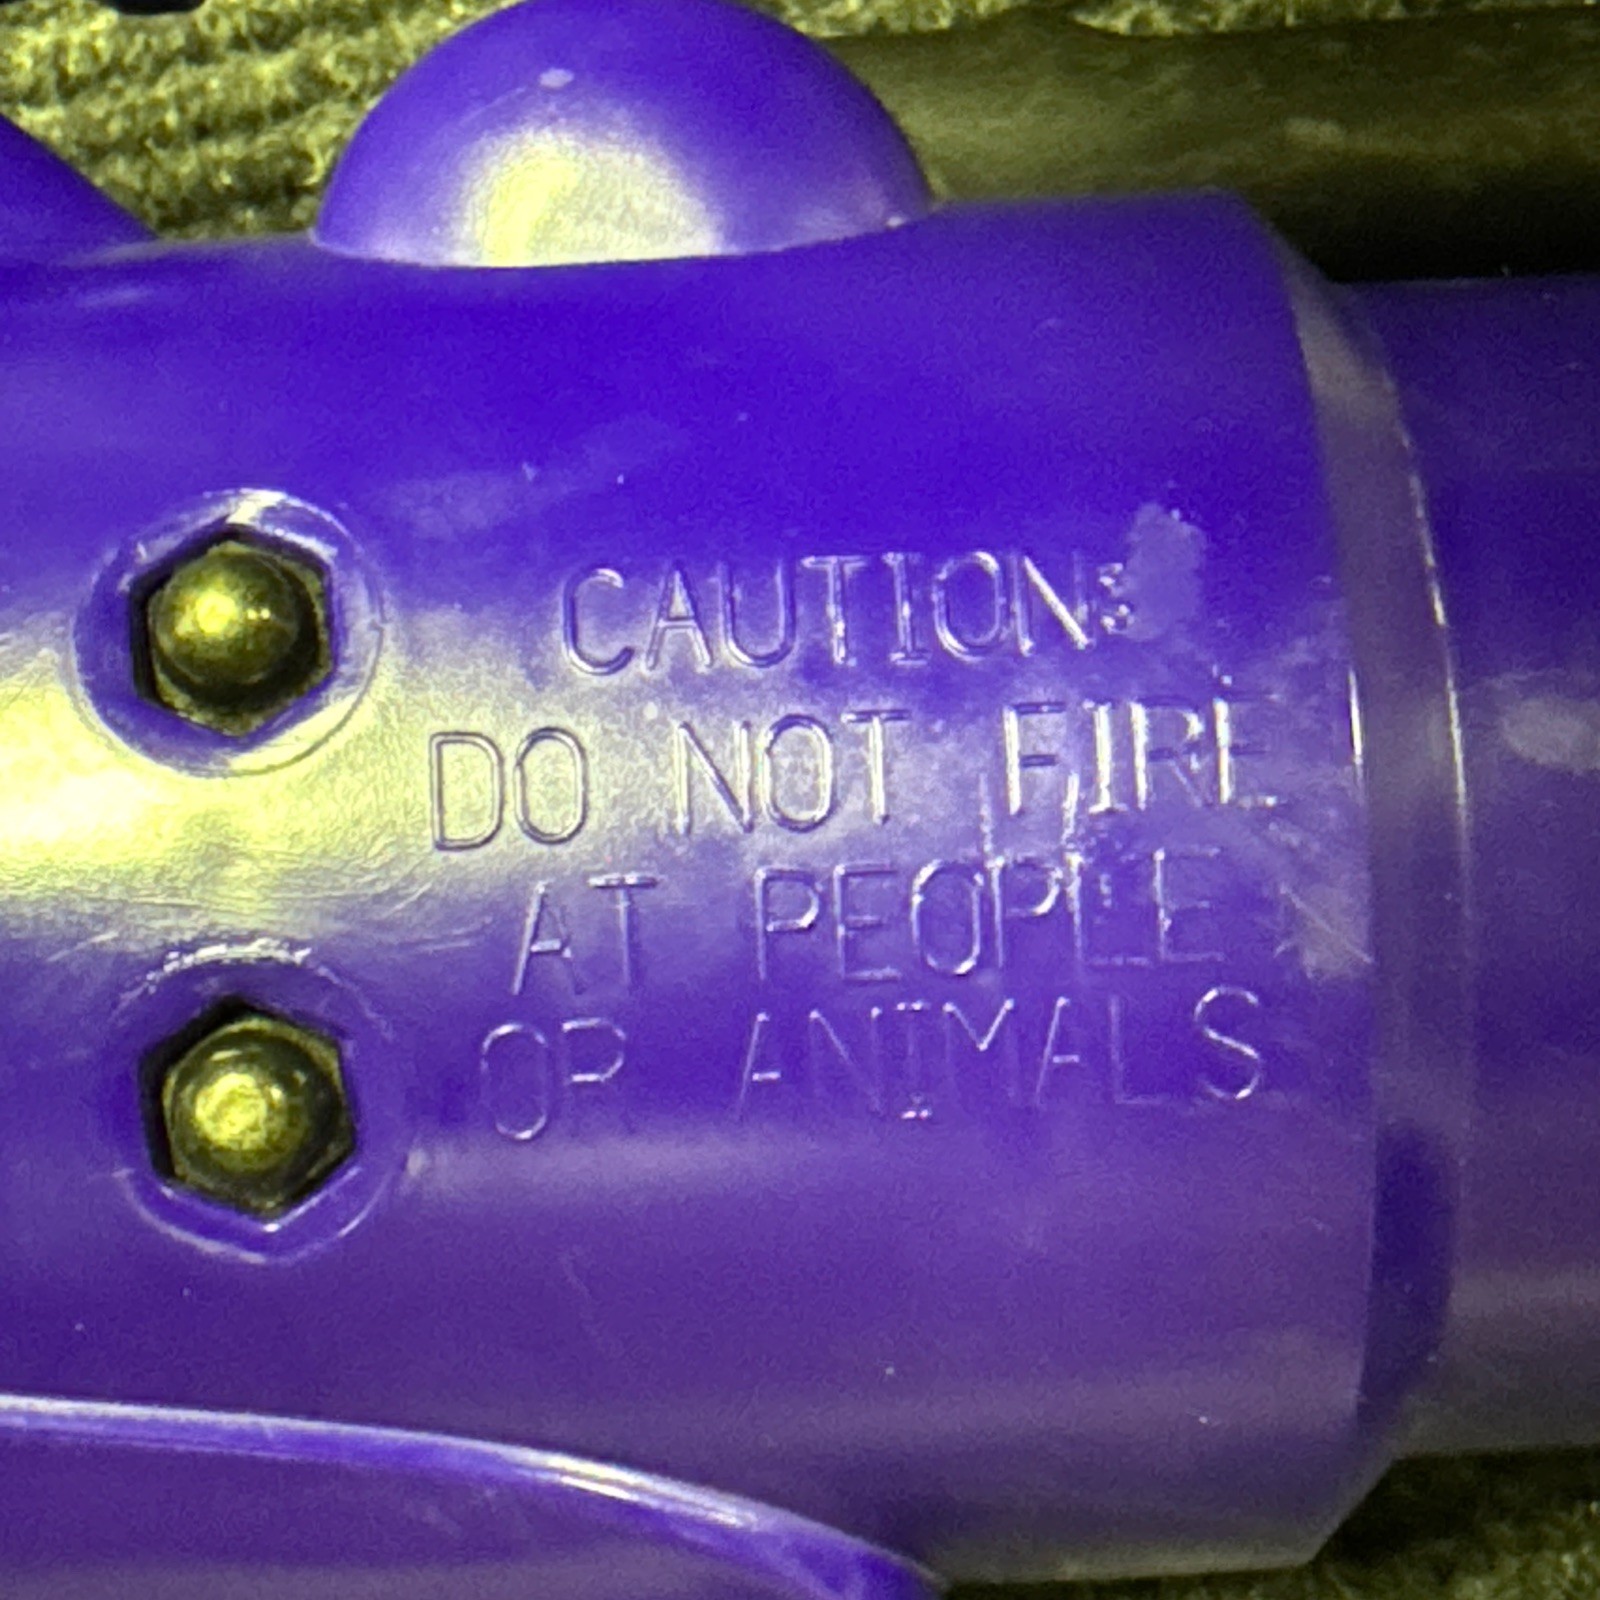 CAUTION:
DO NOT FIRE
AT PEOPLE
OR ANIMALS